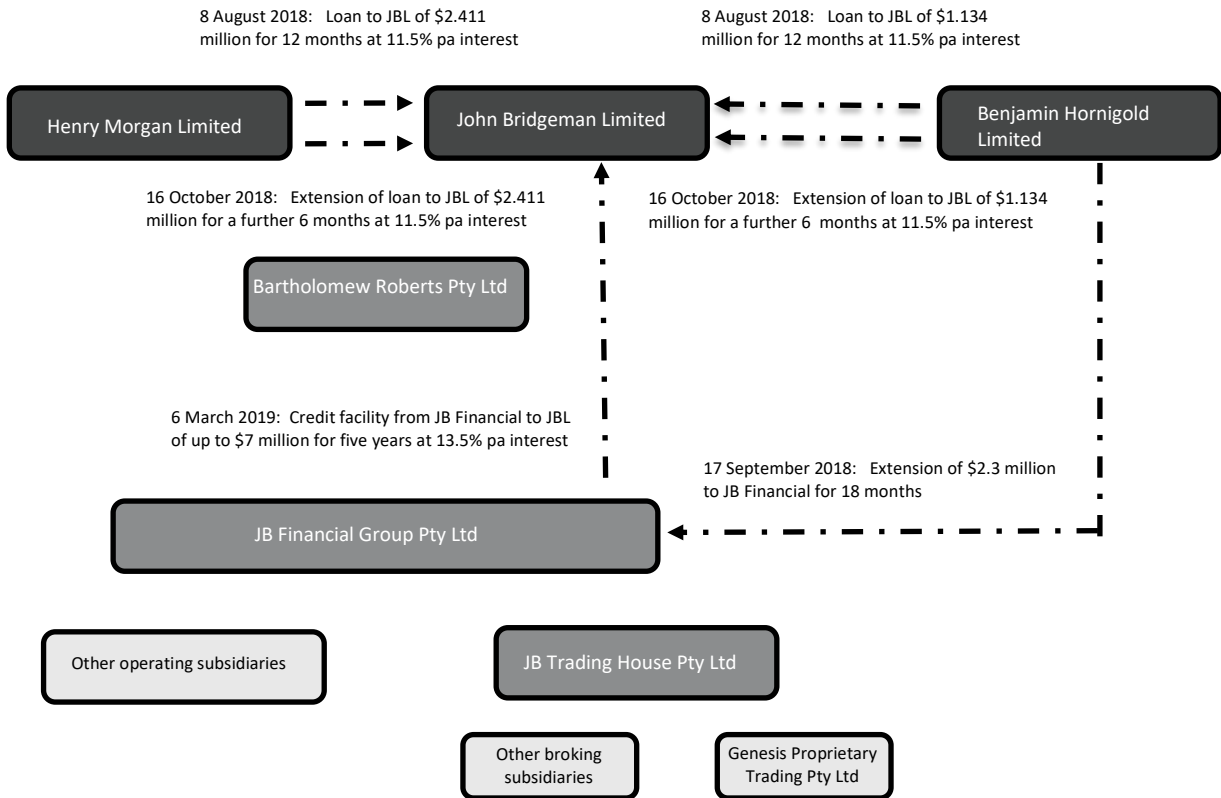 8 August 2018: Loan to JBL of $2.411
million for 12 months at 11.5% pa interest
8 August 2018: Loan to JBL of $1.134
million for 12 months at 11.5% pa interest
Henry Morgan Limited
John Bridgeman Limited
Benjamin Hornigold
Limited
16 October 2018: Extension of loan to JBL of $2.411
million for a further 6 months at 11.5% pa interest
16 October 2018: Extension of loan to JBL of $1.134
million for a further 6 months at 11.5% pa interest
Bartholomew Roberts Pty Ltd
6 March 2019: Credit facility from JB Financial to JBL
of up to $7 million for five years at 13.5% pa interest
17 September 2018: Extension of $2.3 million
to JB Financial for 18 months
JB Financial Group Pty Ltd
Other operating subsidiaries
JB Trading House Pty Ltd
Other broking
subsidiaries
Genesis Proprietary
Trading Pty Ltd